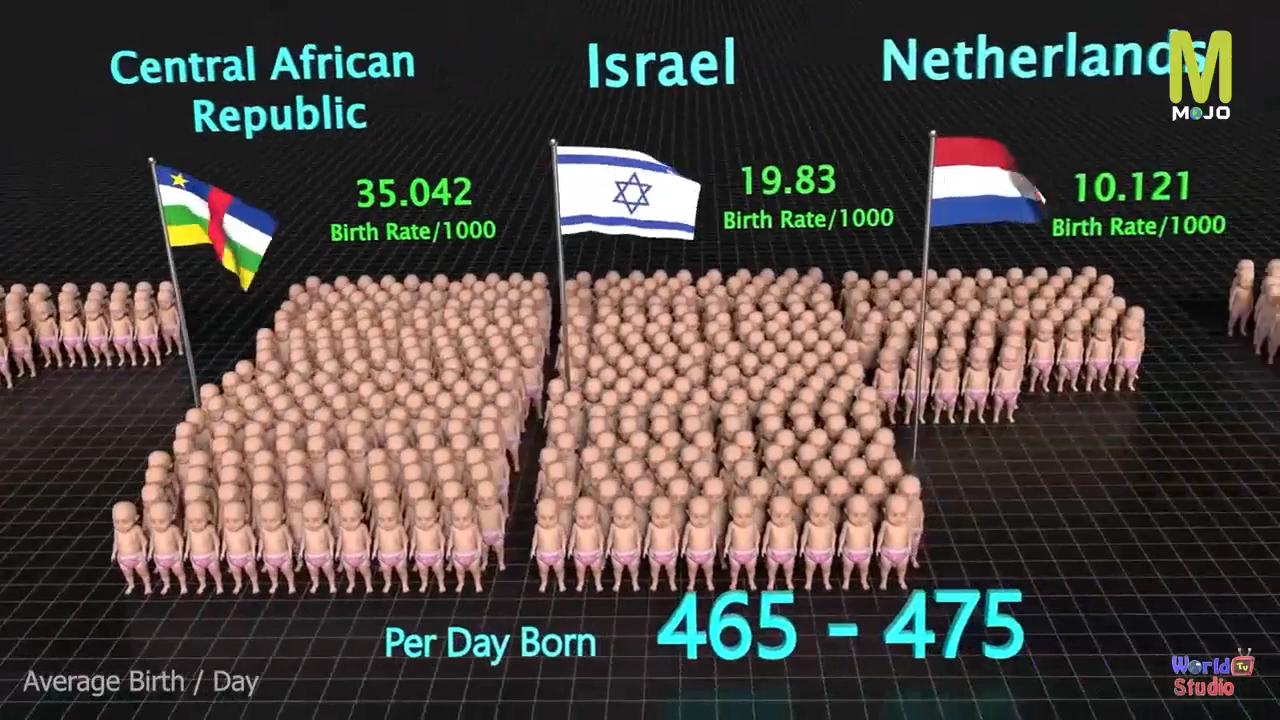 Central African
Republic
Israel
Netherlands
M
MOJO
35.042
Birth Rate/1000
19.83
Birth Rate/1000
10.121
Birth Rate/1000
Per Day Born
465 - 475
Average Birth / Day
World Tv
Studio